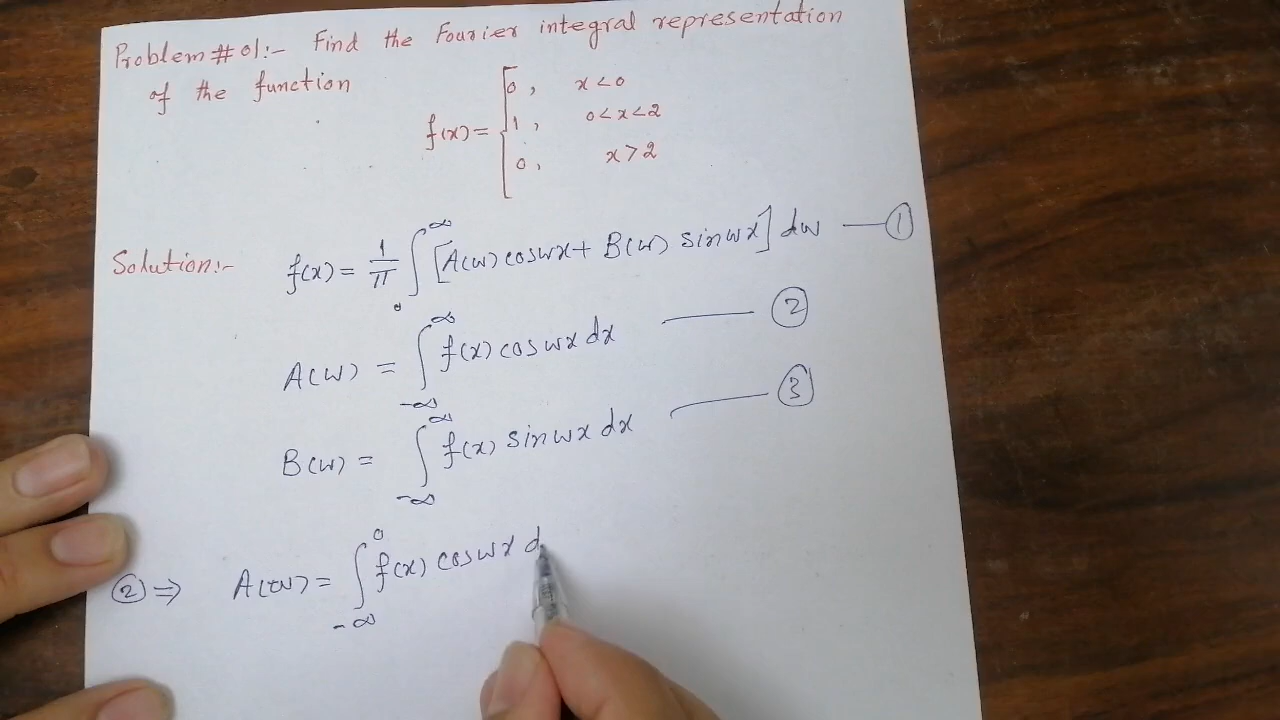 Problem # 01:- Find the Fourier integral representation
of the function
f(x) = { 0, x < 0
1, 0 < x < 2
0, x > 2
Solution:- f(x) = 1/π ∫₀^∞ [A(w) cos wx + B(w) sin wx] dw — ①
A(w) = ∫_{-∞}^{∞} f(x) cos wx dx — ②
B(w) = ∫_{-∞}^{∞} f(x) sin wx dx — ③
② ⇒ A(w) = ∫_{-∞}^{0} f(x) cos wx d